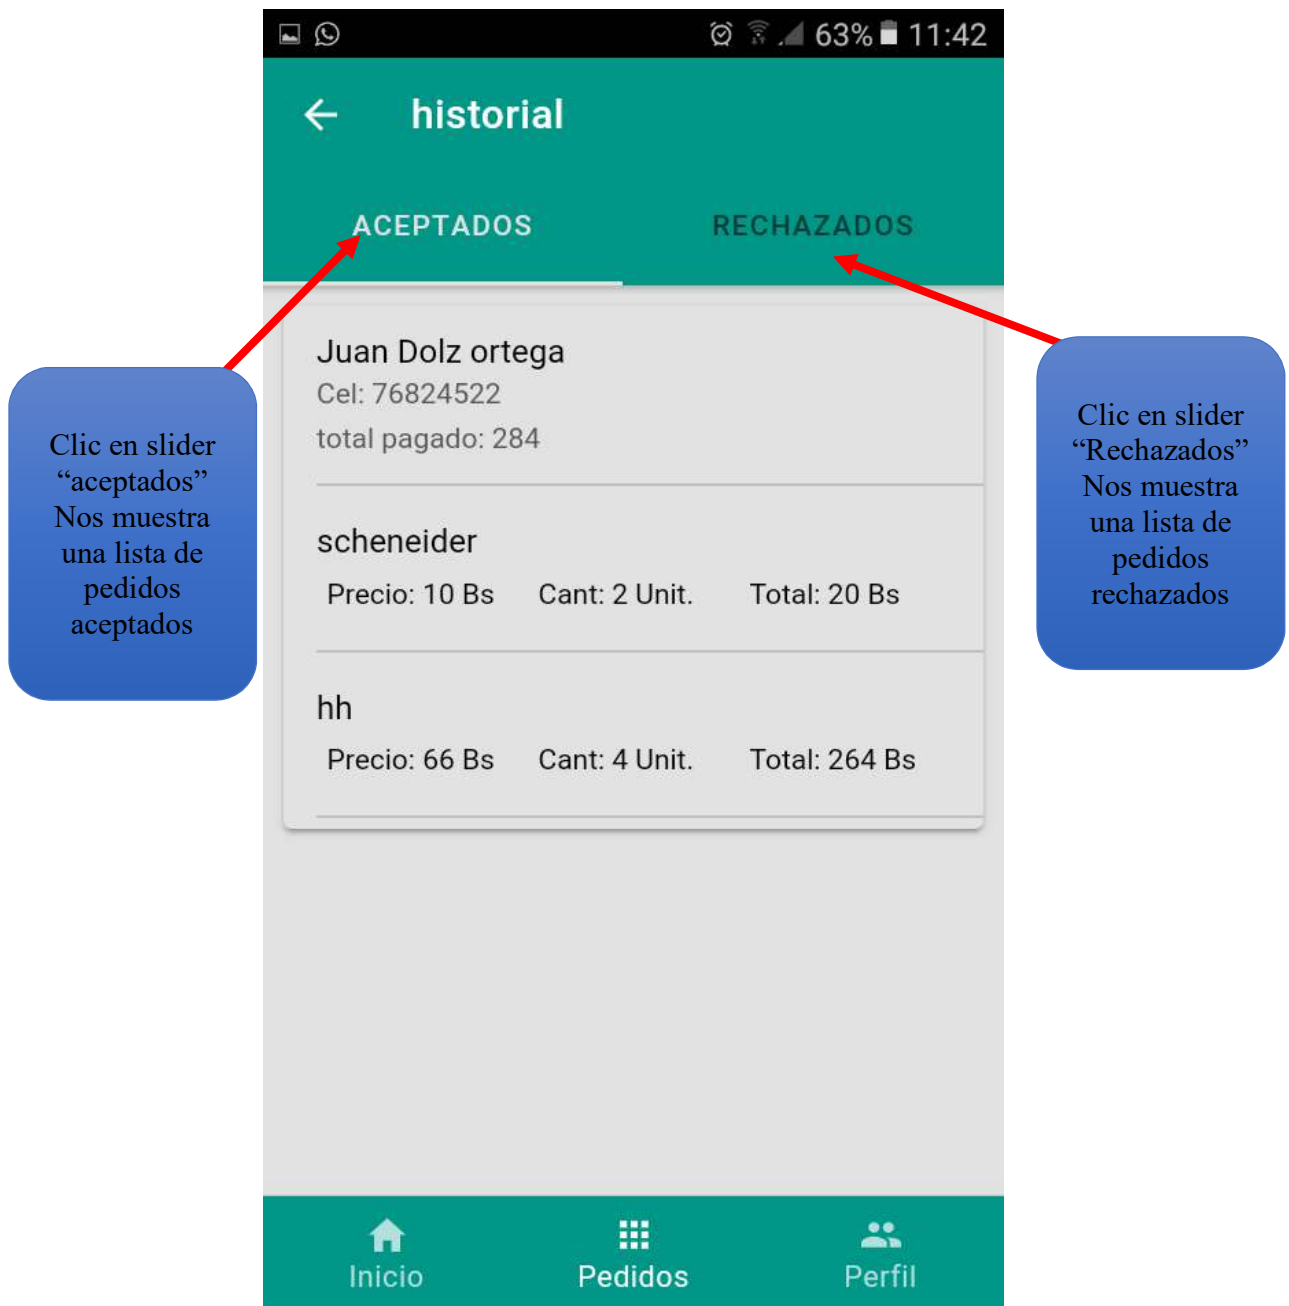 63% 11:42
historial
ACEPTADOS
RECHAZADOS
Juan Dolz ortega
Cel: 76824522
total pagado: 284
scheneider
Precio: 10 Bs Cant: 2 Unit. Total: 20 Bs
hh
Precio: 66 Bs Cant: 4 Unit. Total: 264 Bs
Clic en slider
“aceptados”
Nos muestra
una lista de
pedidos
aceptados
Clic en slider
“Rechazados”
Nos muestra
una lista de
pedidos
rechazados
Inicio
Pedidos
Perfil